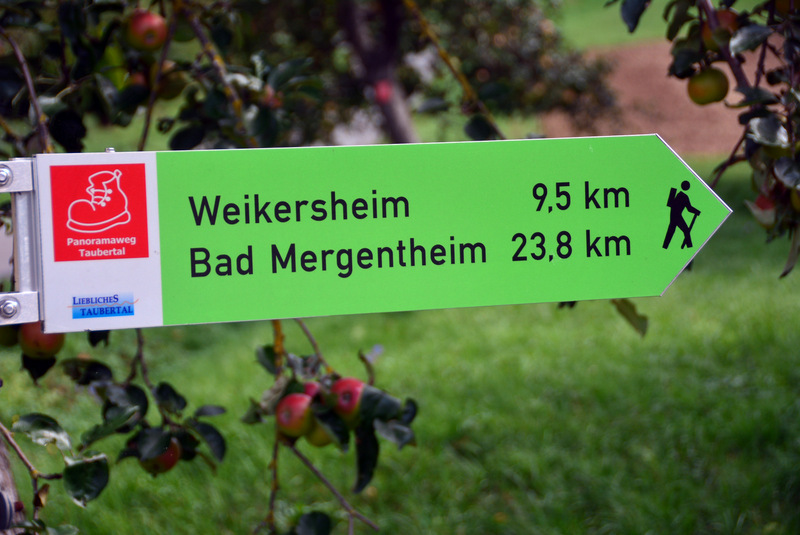 Panoramaweg
Taubertal
LIEBLICHES
TAUBERTAL
Weikersheim 9,5 km
Bad Mergentheim 23,8 km